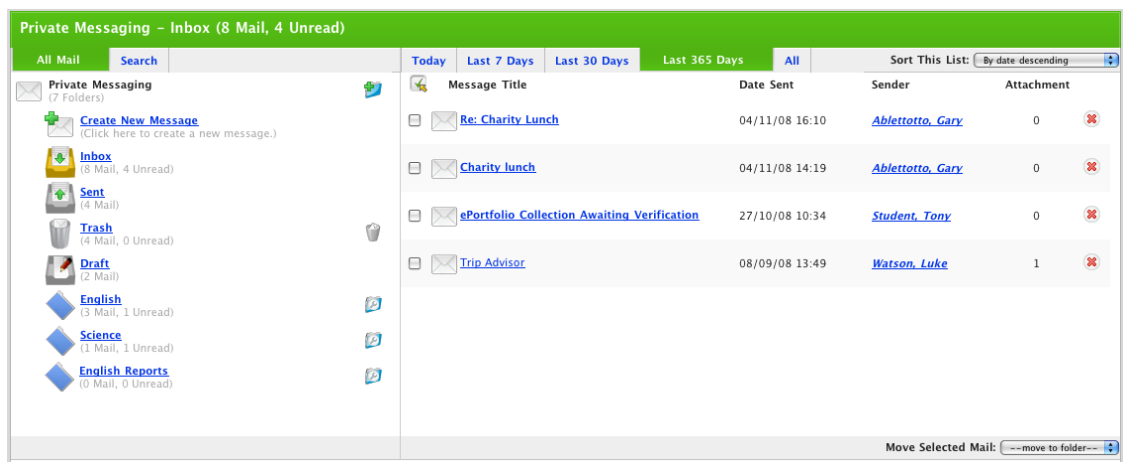 Private Messaging - Inbox (8 Mail, 4 Unread)
All Mail
Search
Private Messaging
(7 Folders)
Create New Message
(Click here to create a new message.)
Inbox
(8 Mail, 4 Unread)
Sent
(4 Mail)
Trash
(4 Mail, 0 Unread)
Draft
(2 Mail)
English
(3 Mail, 1 Unread)
Science
(1 Mail, 1 Unread)
English Reports
(0 Mail, 0 Unread)
Today Last 7 Days Last 30 Days Last 365 Days All Sort This List: By date descending
Message Title Date Sent Sender Attachment
Re: Charity Lunch 04/11/08 16:10 Ablettotto, Gary 0
Charity lunch 04/11/08 14:19 Ablettotto, Gary 0
ePortfolio Collection Awaiting Verification 27/10/08 10:34 Student, Tony 0
Trip Advisor 08/09/08 13:49 Watson, Luke 1
Move Selected Mail: --move to folder--